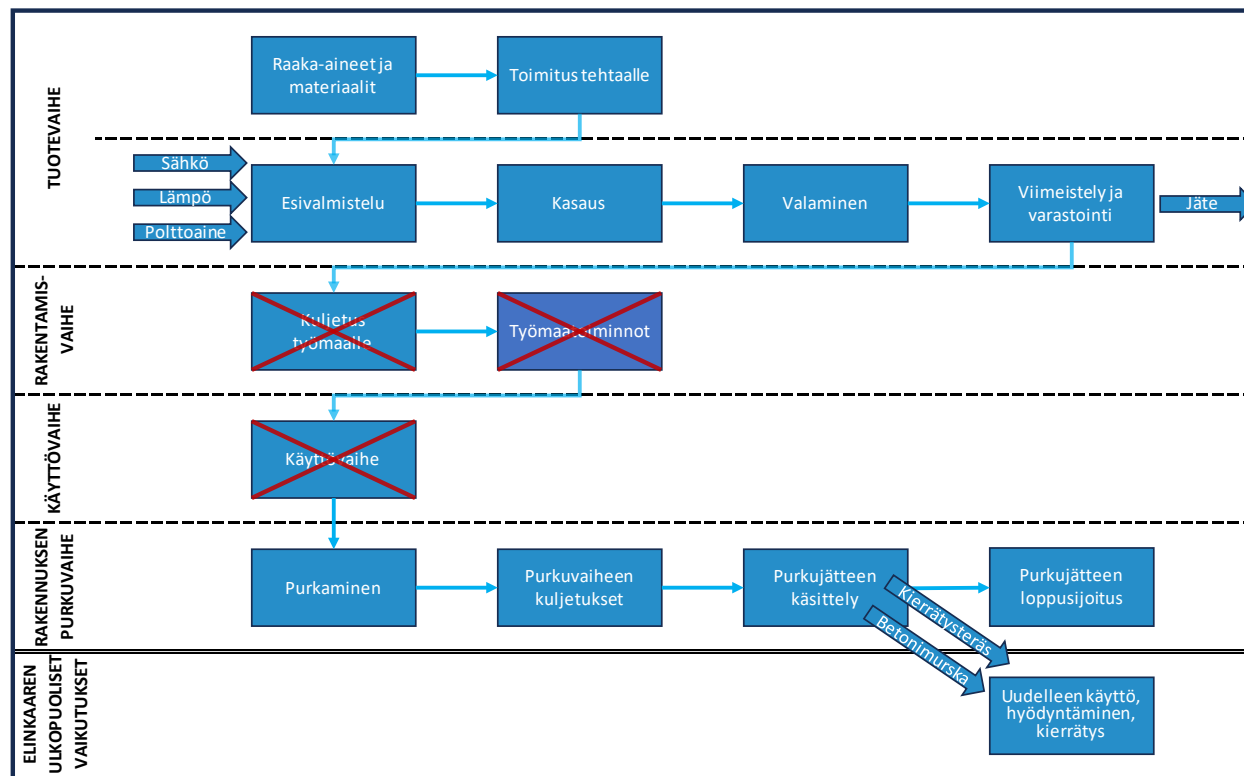 TUOTEVAIHE
Raaka-aineet ja
materiaalit
Toimitus tehtaalle
Sähkö
Lämpö
Polttoaine
Esivalmistelu
Kasaus
Valaminen
Viimeistely ja
varastointi
Jäte
RAKENTAMIS-
VAIHE
Kuljetus
työmaalle
Työmaatoiminnot
KÄYTTÖVAIHE
Käyttövaihe
RAKENNUKSEN
PURKUVAIHE
Purkaminen
Purkuvaiheen
kuljetukset
Purkujätteen
käsittely
Purkujätteen
loppusijoitus
Kierrätysteräs
Betonimurska
ELINKAAREN
ULKOPUOLISET
VAIKUTUKSET
Uudelleen käyttö,
hyödyntäminen,
kierrätys